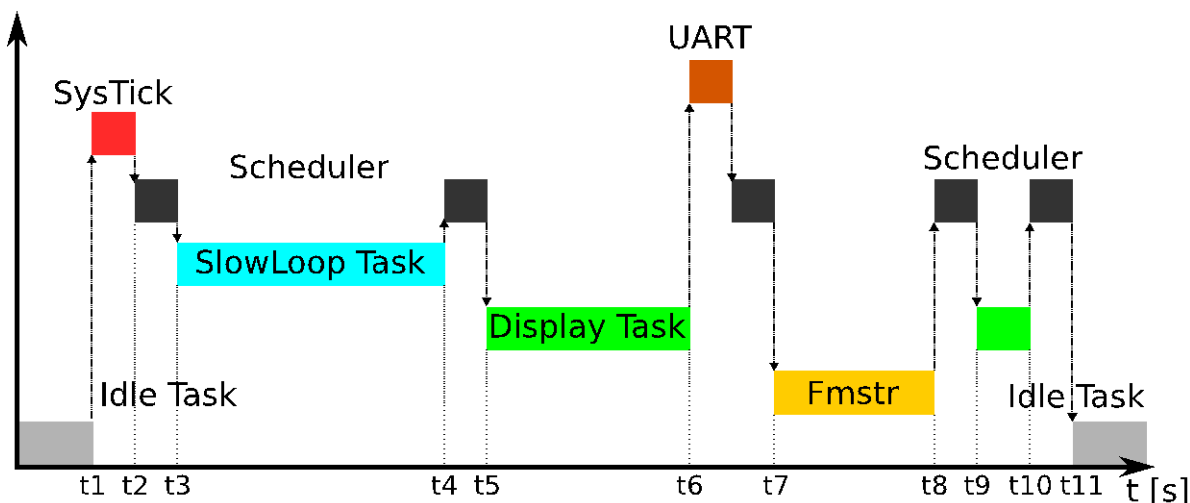 UART
SysTick
Scheduler
Scheduler
SlowLoop Task
Display Task
Idle Task
Fmstr
Idle Task
t1 t2 t3 t4 t5 t6 t7 t8 t9 t10 t11 t [s]